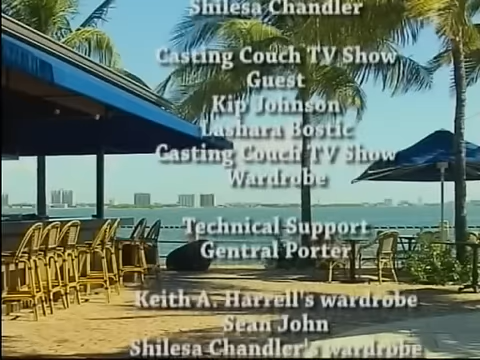 Shilesa Chandler
Casting Couch TV Show
Guest
Kip Johnson
Lashara Bostic
Casting Couch TV Show
Wardrobe
Technical Support
Gentral Porter
Keith A. Harrell's wardrobe
Sean John
Shilesa Chandler's wardrobe